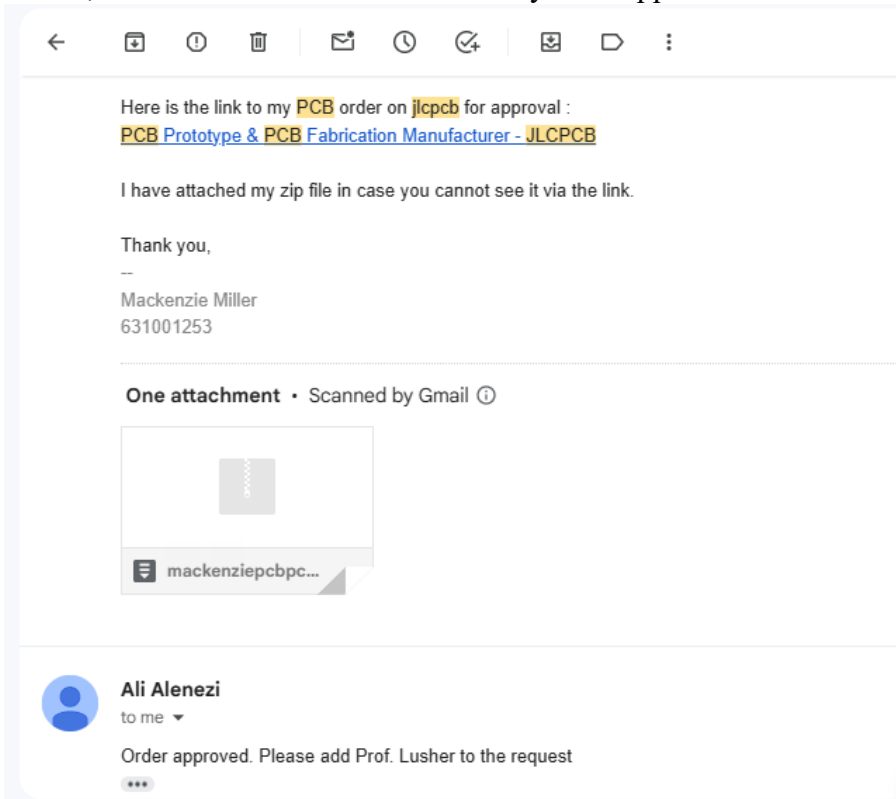 Here is the link to my PCB order on jlcpcb for approval :
PCB Prototype & PCB Fabrication Manufacturer - JLCPCB
I have attached my zip file in case you cannot see it via the link.
Thank you,
--
Mackenzie Miller
631001253
One attachment • Scanned by Gmail
mackenziepcbpc...
Ali Alenezi
to me
Order approved. Please add Prof. Lusher to the request